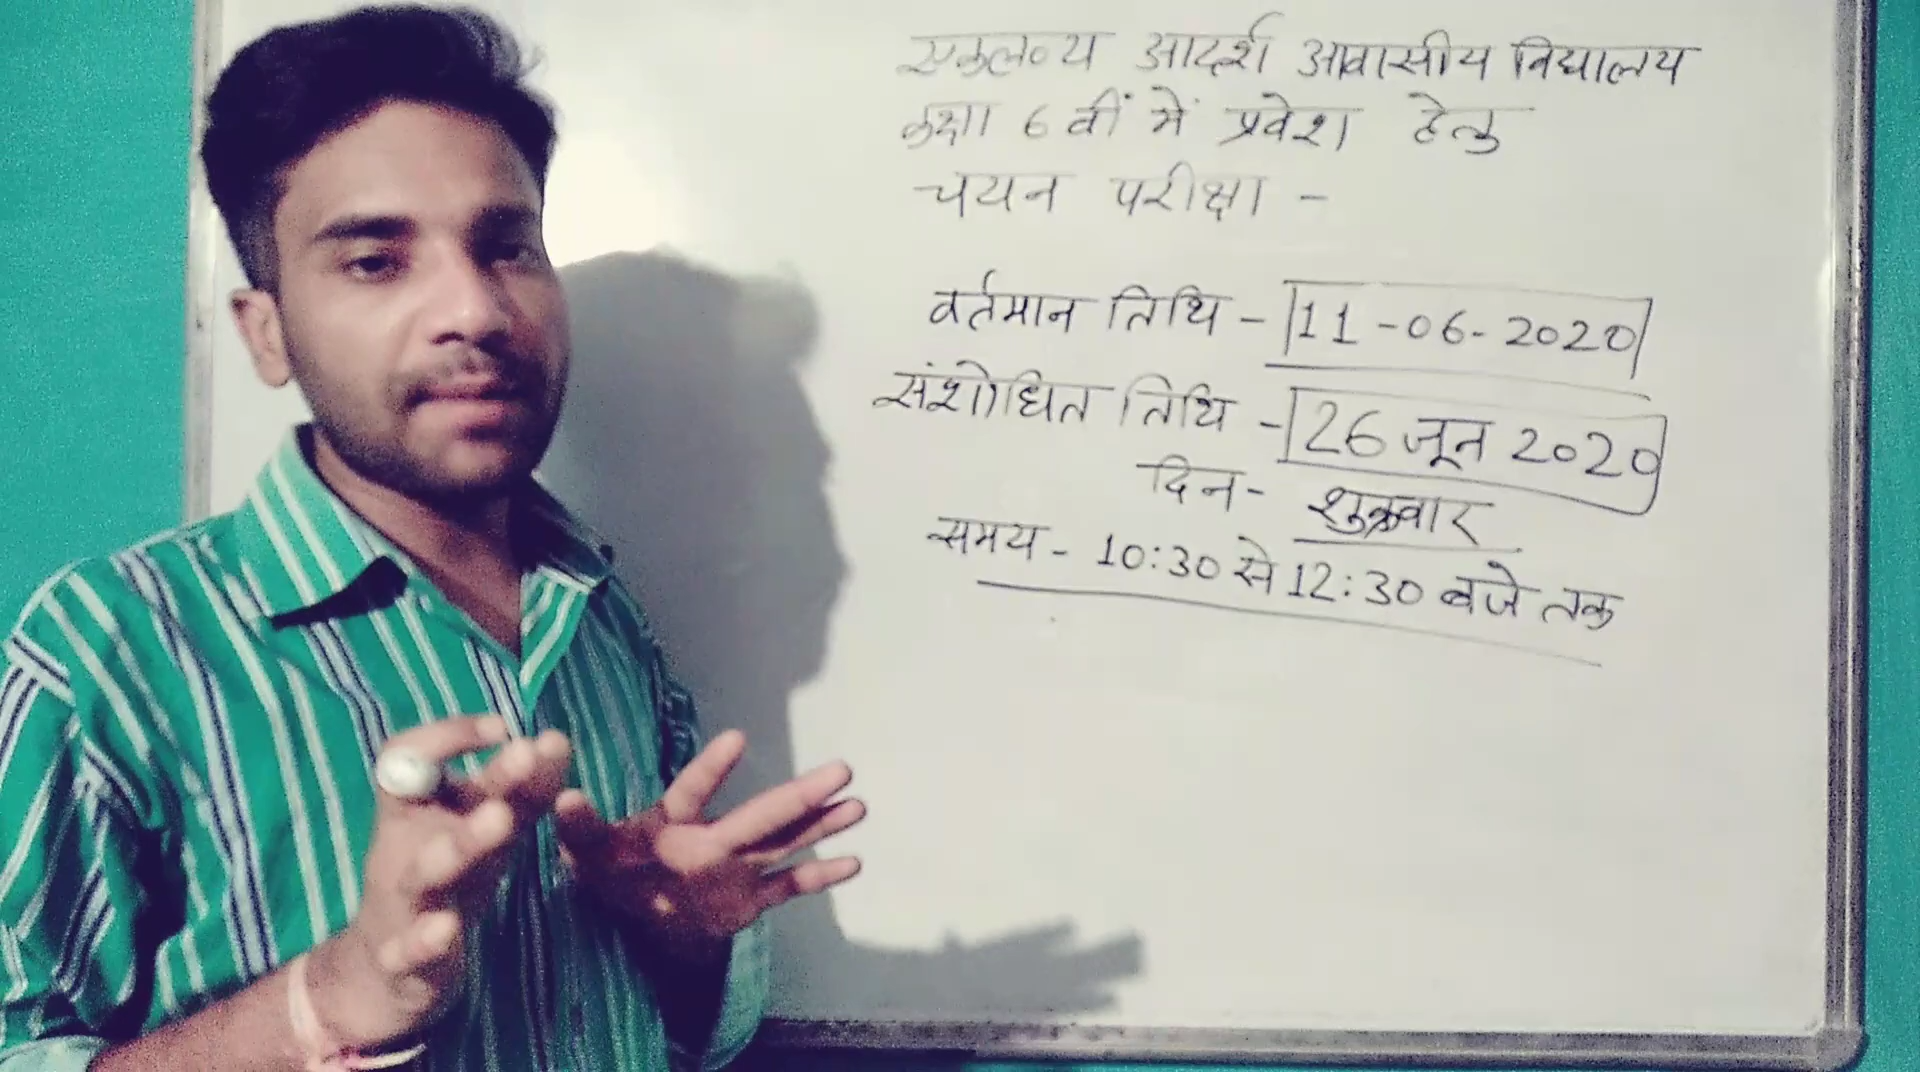 एकलव्य आदर्श आवासीय विद्यालय
कक्षा 6 वीं में प्रवेश हेतु
चयन परीक्षा -
वर्तमान तिथि - 11-06-2020
संशोधित तिथि - 26 जून 2020
दिन- शुक्रवार
समय - 10:30 से 12:30 बजे तक